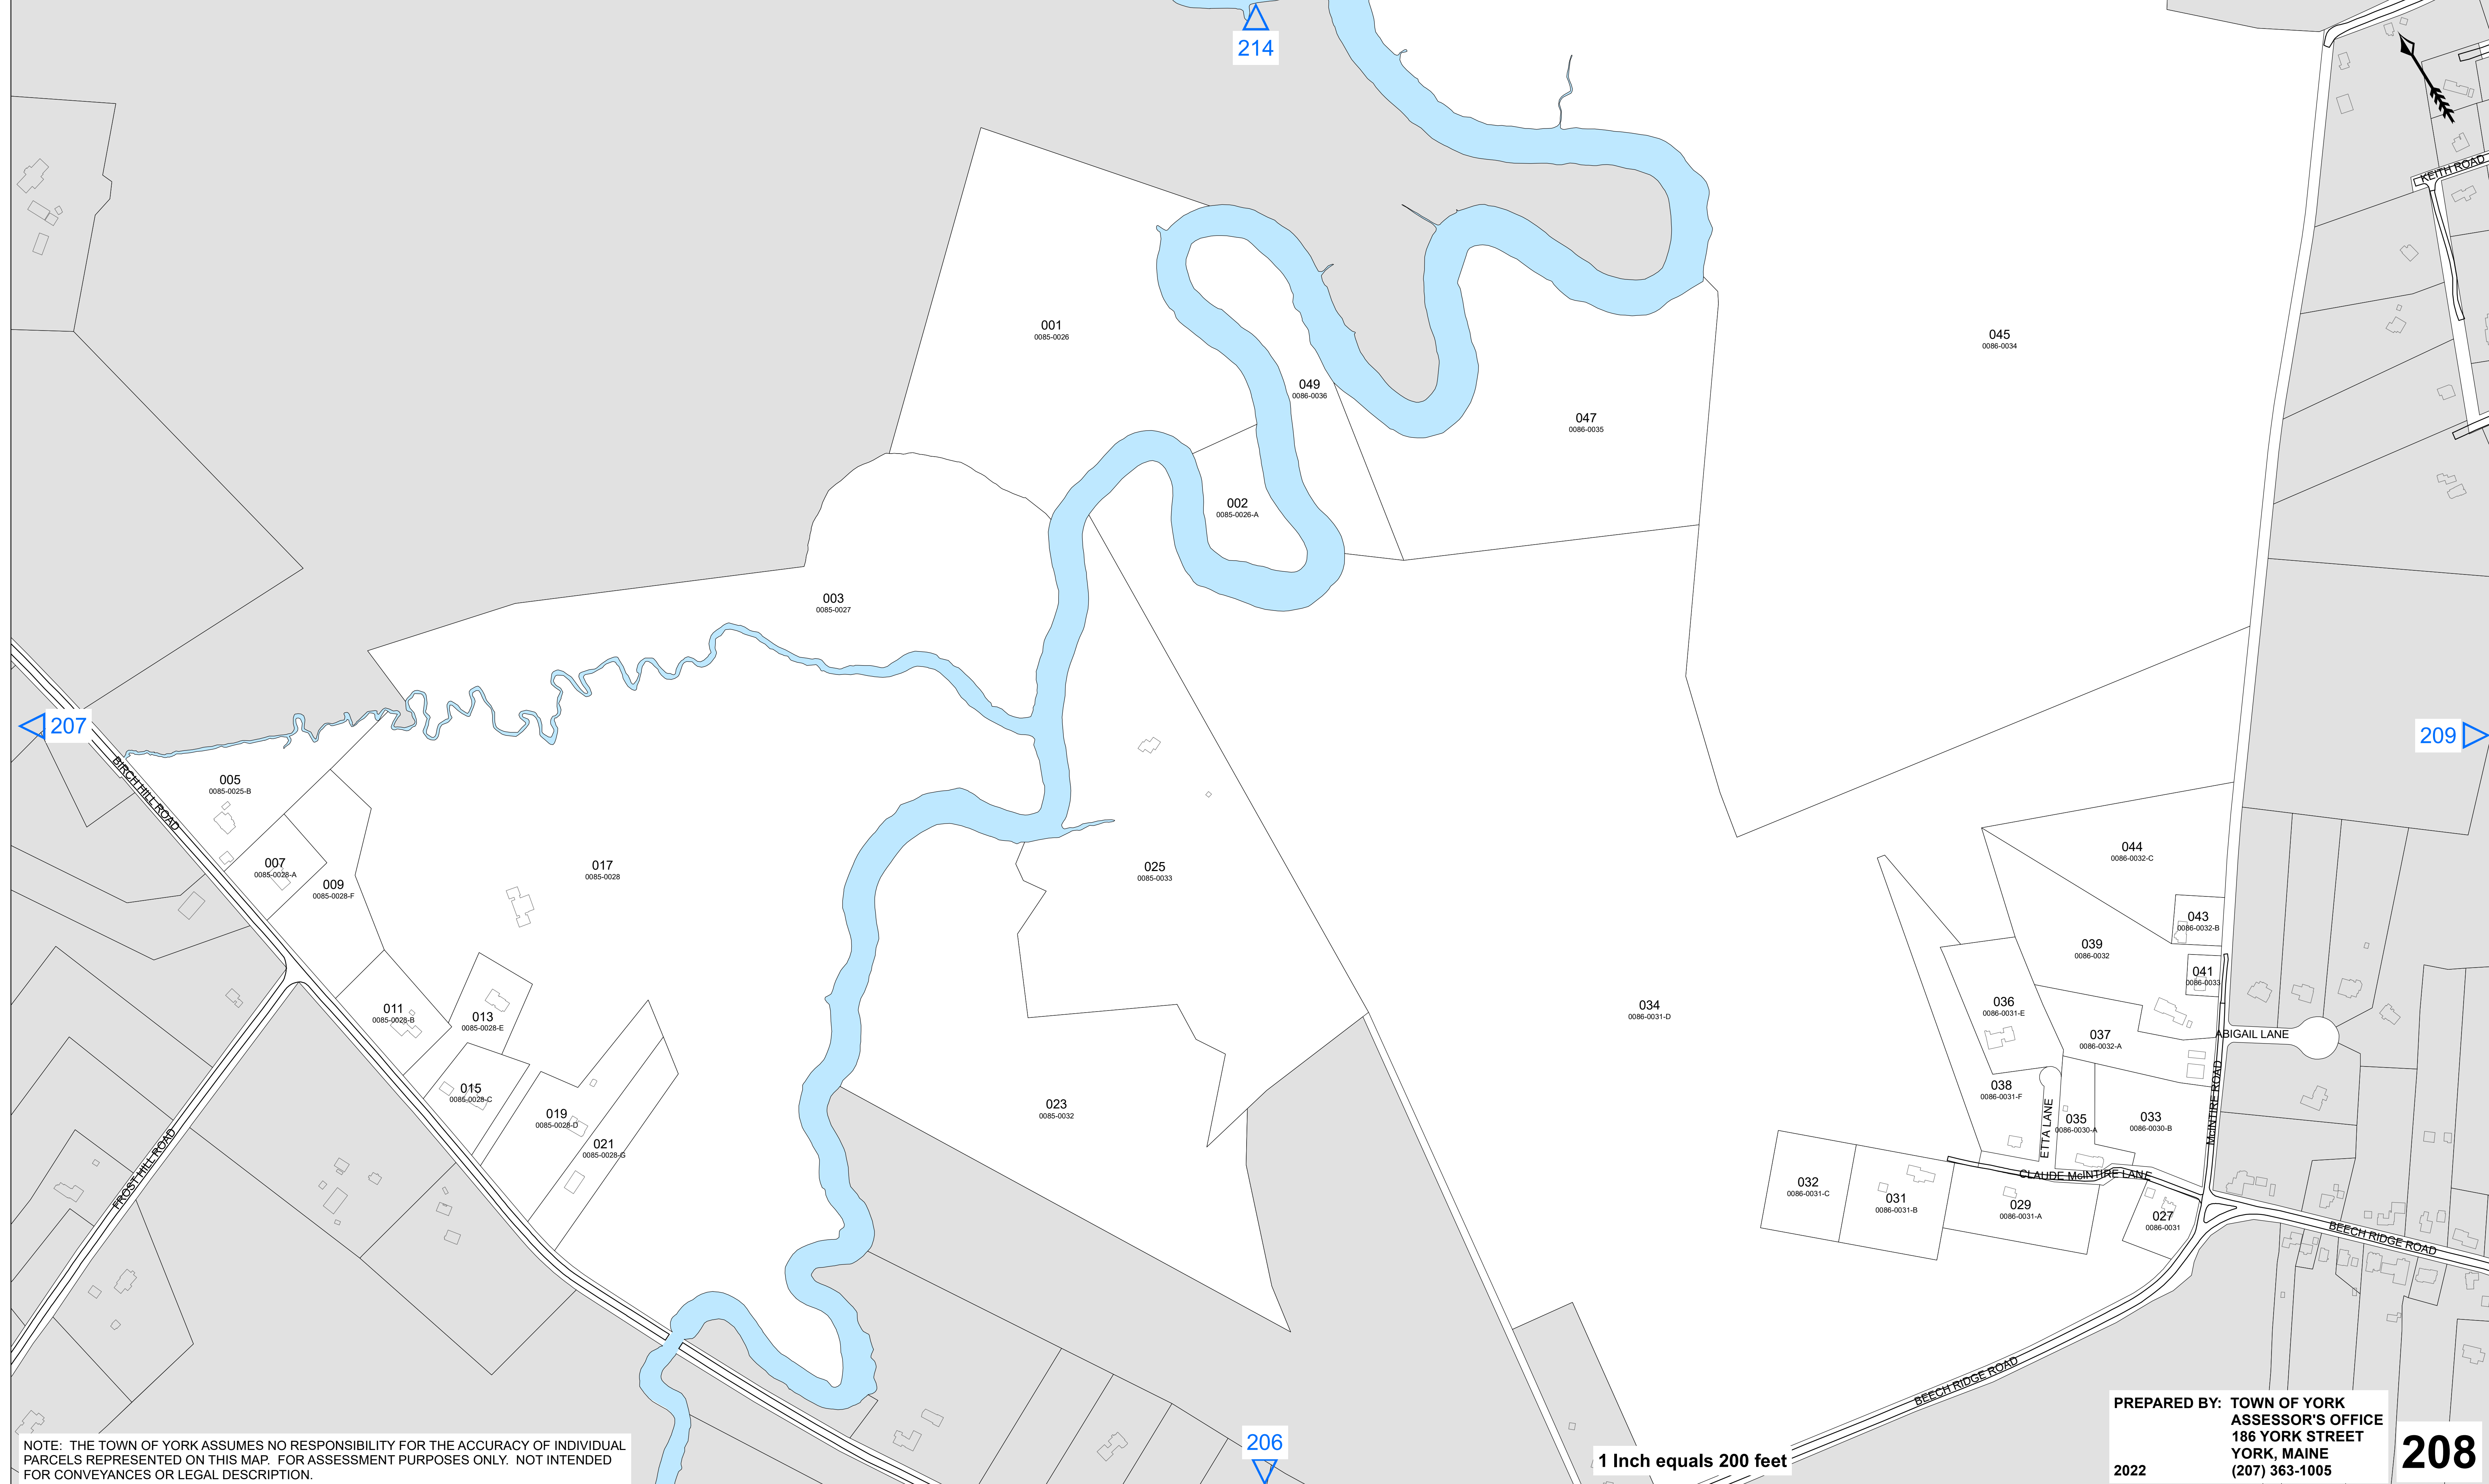 214
KEITH ROAD
001
0085-0026
045
0086-0034
049
0086-0036
047
0086-0035
002
0085-0026-A
003
0085-0027
207
209
BIRCH HILL ROAD
005
0085-0025-B
007
0085-0028-A
009
0085-0028-F
017
0085-0028
025
0085-0033
044
0086-0032-C
043
0086-0032-B
039
0086-0032
041
0086-0033
011
0085-0028-B
013
0085-0028-E
034
0086-0031-D
036
0086-0031-E
037
0086-0032-A
ABIGAIL LANE
015
0085-0028-C
019
0085-0028-D
021
0085-0028-G
023
0085-0032
038
0086-0031-F
ETTA LANE
035
0086-0030-A
033
0086-0030-B
McINTIRE ROAD
FROST HILL ROAD
CLAUDE McINTIRE LANE
032
0086-0031-C
031
0086-0031-B
029
0086-0031-A
027
0086-0031
BEECH RIDGE ROAD
BEECH RIDGE ROAD
NOTE: THE TOWN OF YORK ASSUMES NO RESPONSIBILITY FOR THE ACCURACY OF INDIVIDUAL
PARCELS REPRESENTED ON THIS MAP. FOR ASSESSMENT PURPOSES ONLY. NOT INTENDED
FOR CONVEYANCES OR LEGAL DESCRIPTION.
206
1 Inch equals 200 feet
PREPARED BY: TOWN OF YORK
ASSESSOR'S OFFICE
186 YORK STREET
YORK, MAINE
2022 (207) 363-1005
208